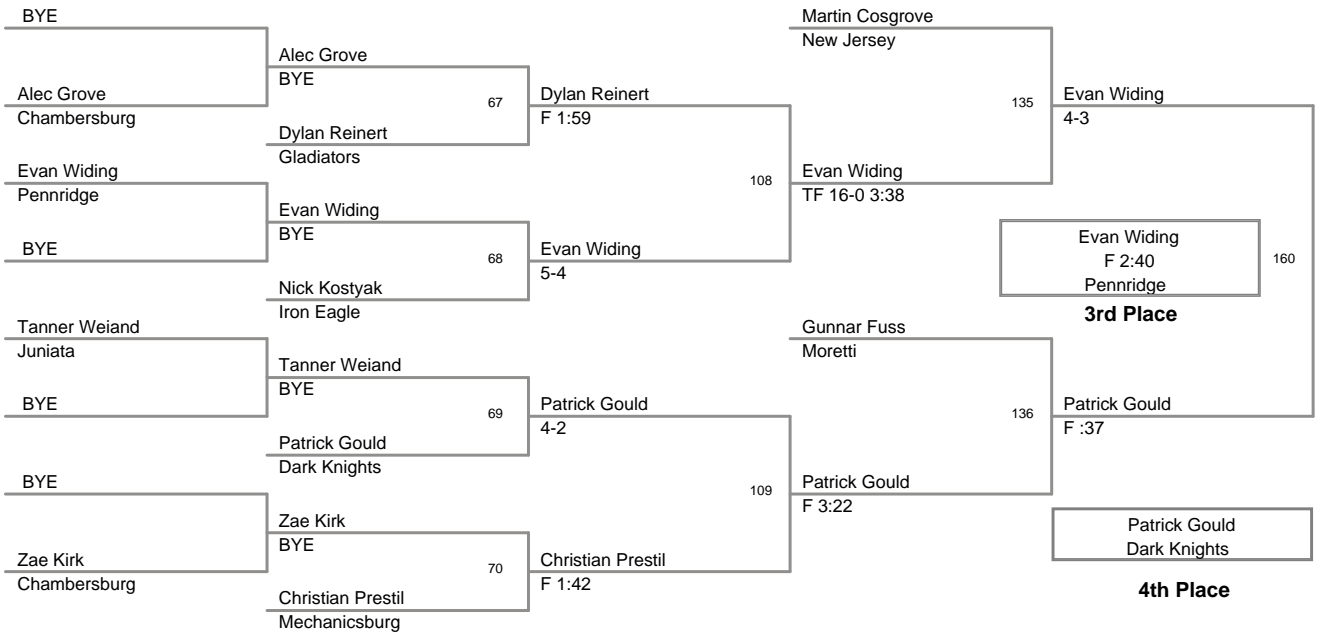 BYE
Alec Grove
Chambersburg
Evan Widing
Pennridge
BYE
Tanner Weiand
Juniata
BYE
BYE
Zae Kirk
Chambersburg
Alec Grove
BYE
67
Dylan Reinert
Gladiators
Evan Widing
BYE
68
Nick Kostyak
Iron Eagle
Tanner Weiand
BYE
69
Patrick Gould
Dark Knights
Zae Kirk
BYE
70
Christian Prestil
Mechanicsburg
Dylan Reinert
F 1:59
108
Evan Widing
5-4
Patrick Gould
4-2
109
Christian Prestil
F 1:42
Martin Cosgrove
New Jersey
135
Evan Widing
TF 16-0 3:38
Gunnar Fuss
Moretti
136
Patrick Gould
F 3:22
Evan Widing
4-3
160
Patrick Gould
F :37
Evan Widing
F 2:40
Pennridge
3rd Place
Patrick Gould
Dark Knights
4th Place